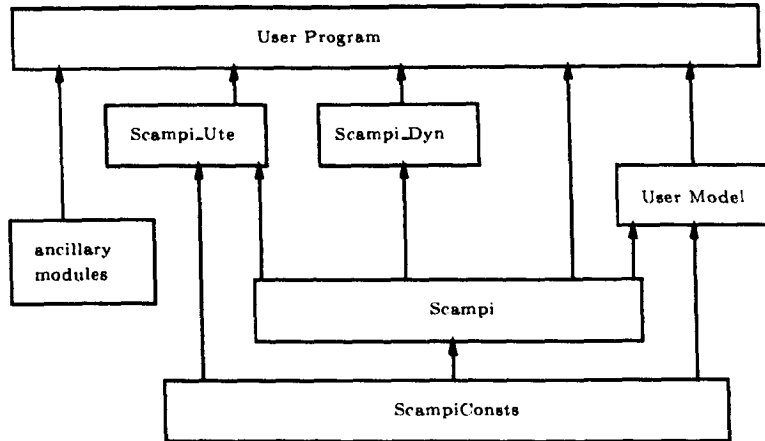 User Program
Scampi_Ute
Scampi_Dyn
User Model
ancillary
modules
Scampi
ScampiConsts